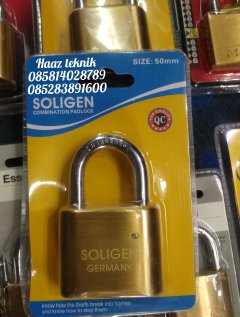 Haaz teknik
085814028789
085283891600
SIZE: 50mm
SOLIGEN
COMBINATION PADLOCK
QC
SOLIGEN
GERMANY
know how the thiefs break into homes,
and know how to stop them